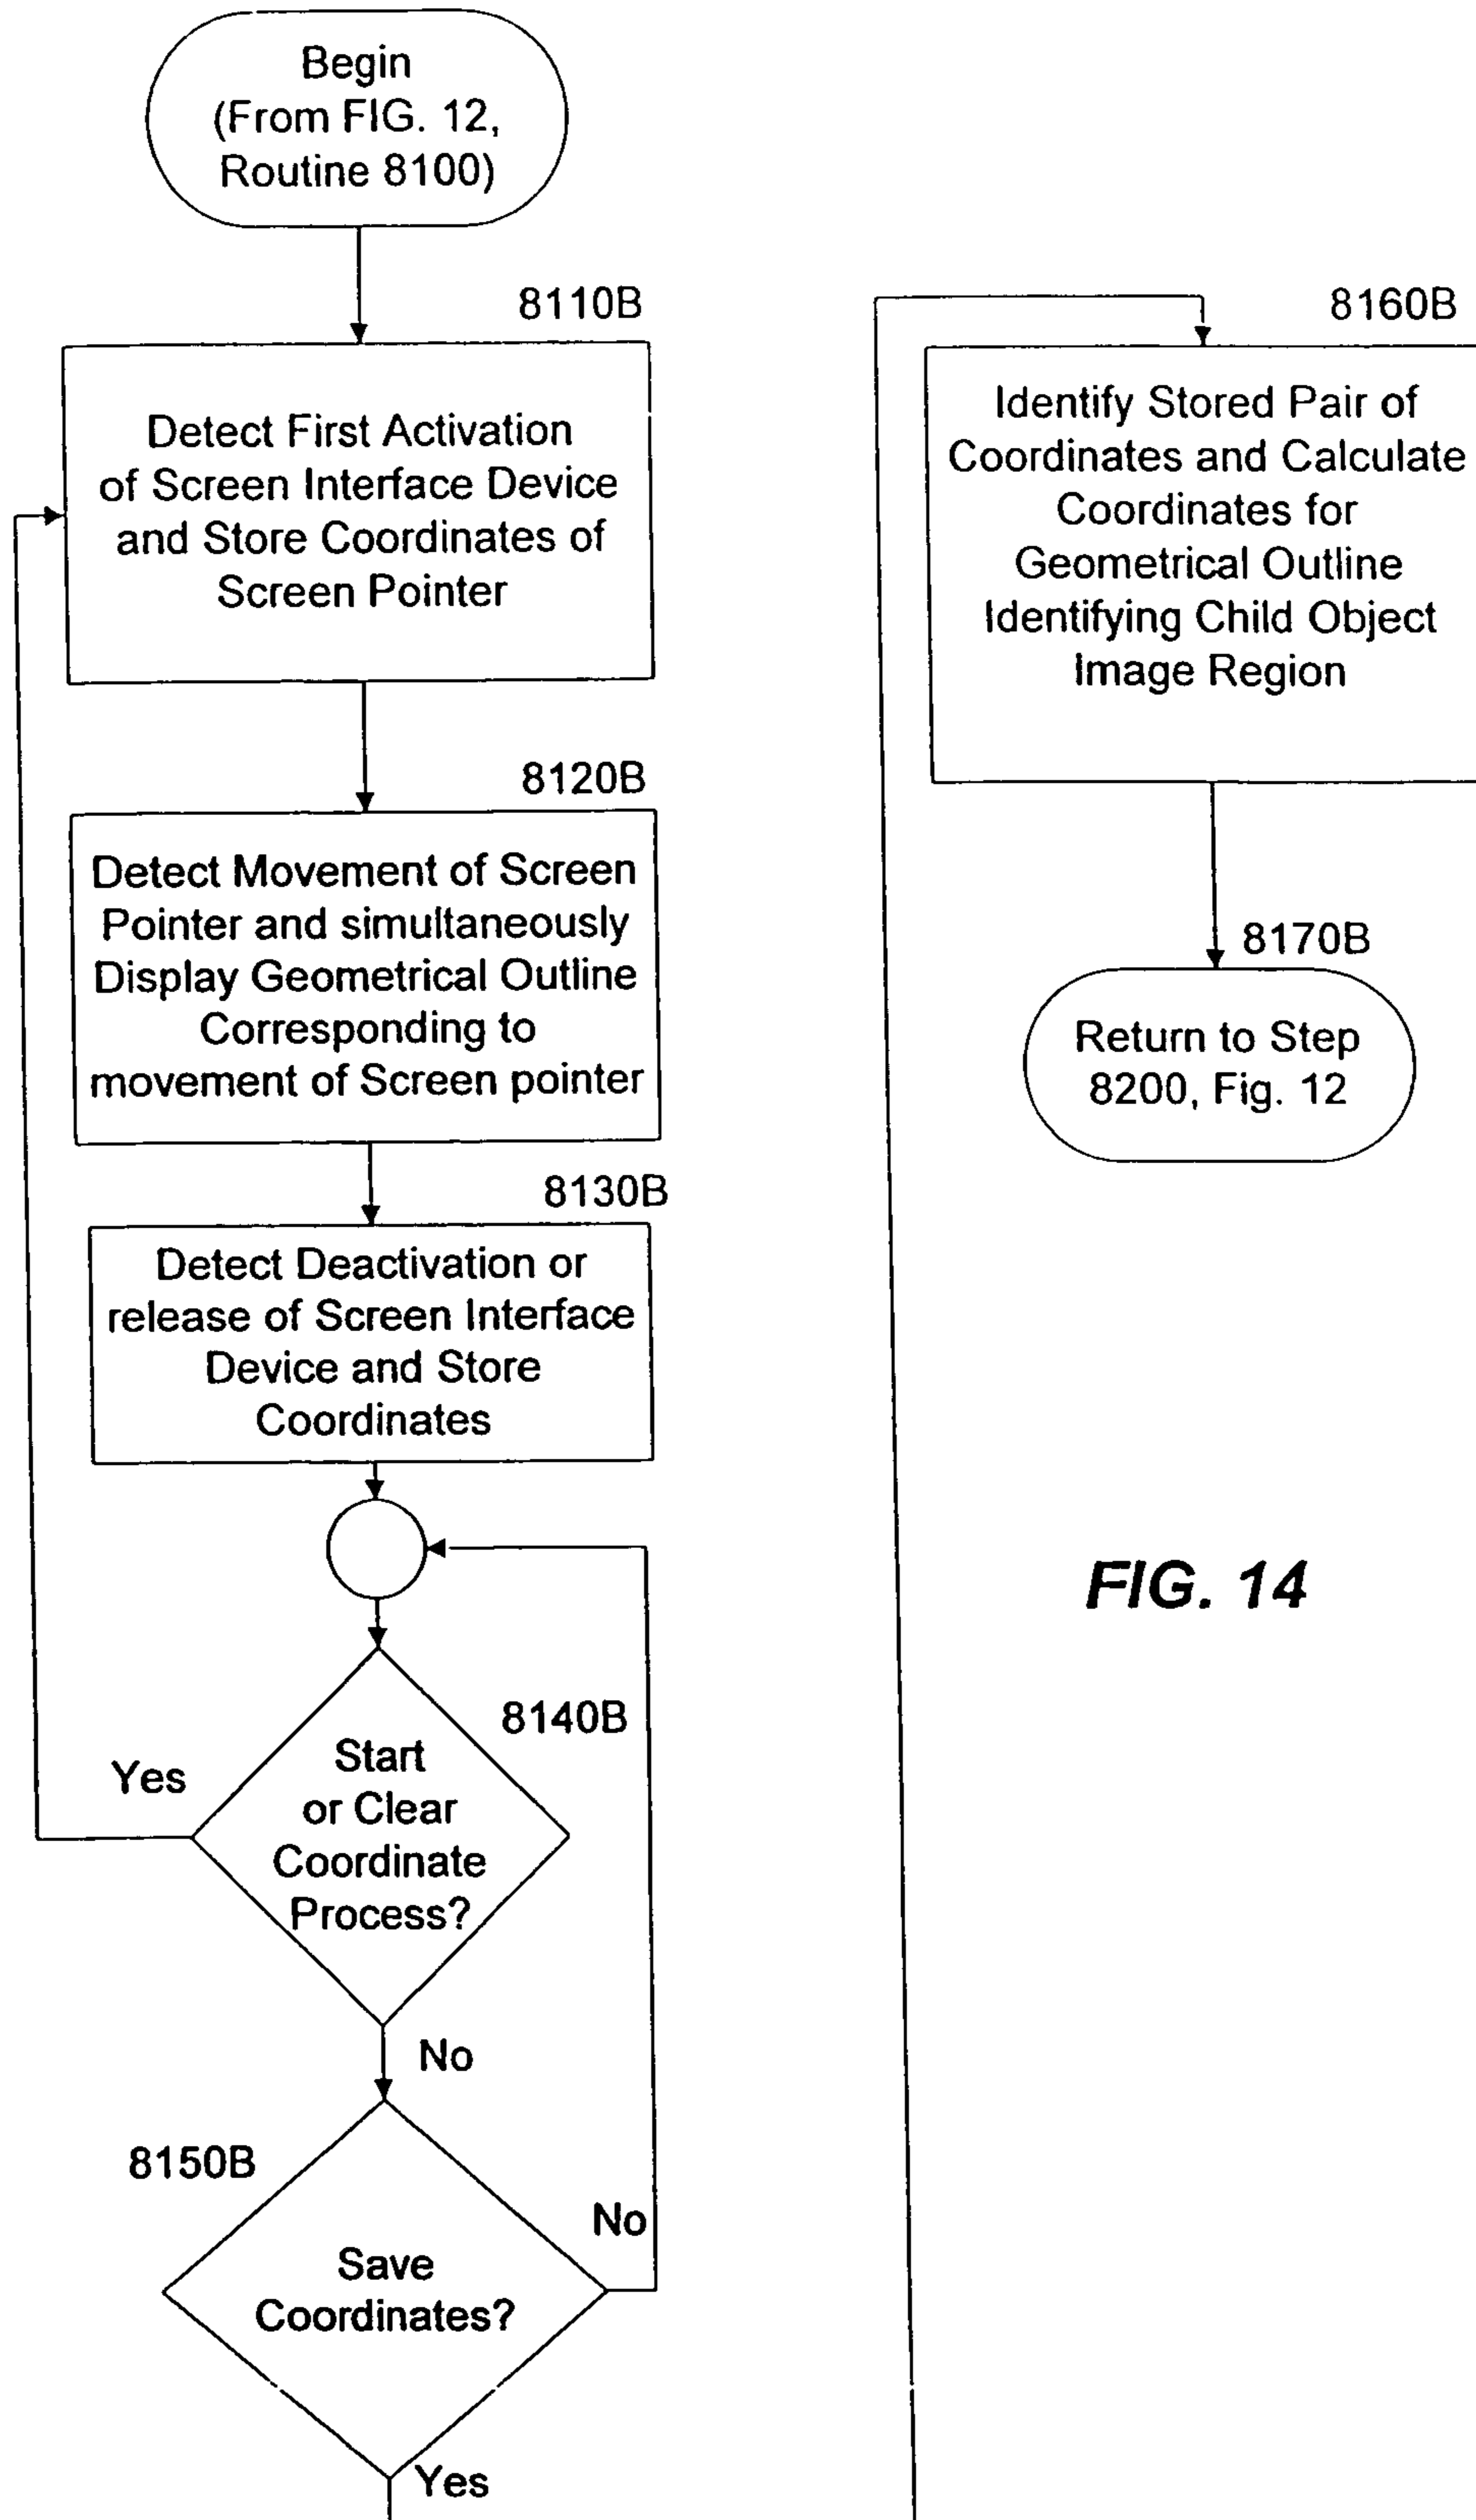 Begin
(From FIG. 12,
Routine 8100)
8110B
Detect First Activation
of Screen Interface Device
and Store Coordinates of
Screen Pointer
8120B
Detect Movement of Screen
Pointer and simultaneously
Display Geometrical Outline
Corresponding to
movement of Screen pointer
8130B
Detect Deactivation or
release of Screen Interface
Device and Store
Coordinates
8140B
Start
or Clear
Coordinate
Process?
Yes
No
8150B
Save
Coordinates?
No
Yes
8160B
Identify Stored Pair of
Coordinates and Calculate
Coordinates for
Geometrical Outline
Identifying Child Object
Image Region
8170B
Return to Step
8200, Fig. 12
FIG. 14